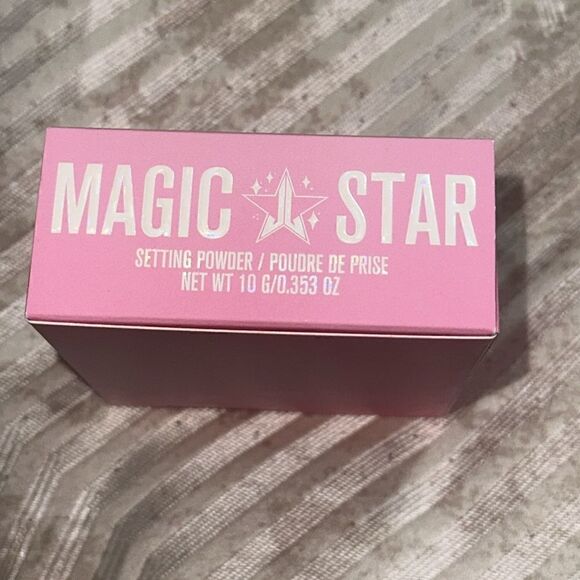 MAGIC STAR
SETTING POWDER / POUDRE DE PRISE
NET WT 10 G/0.353 OZ